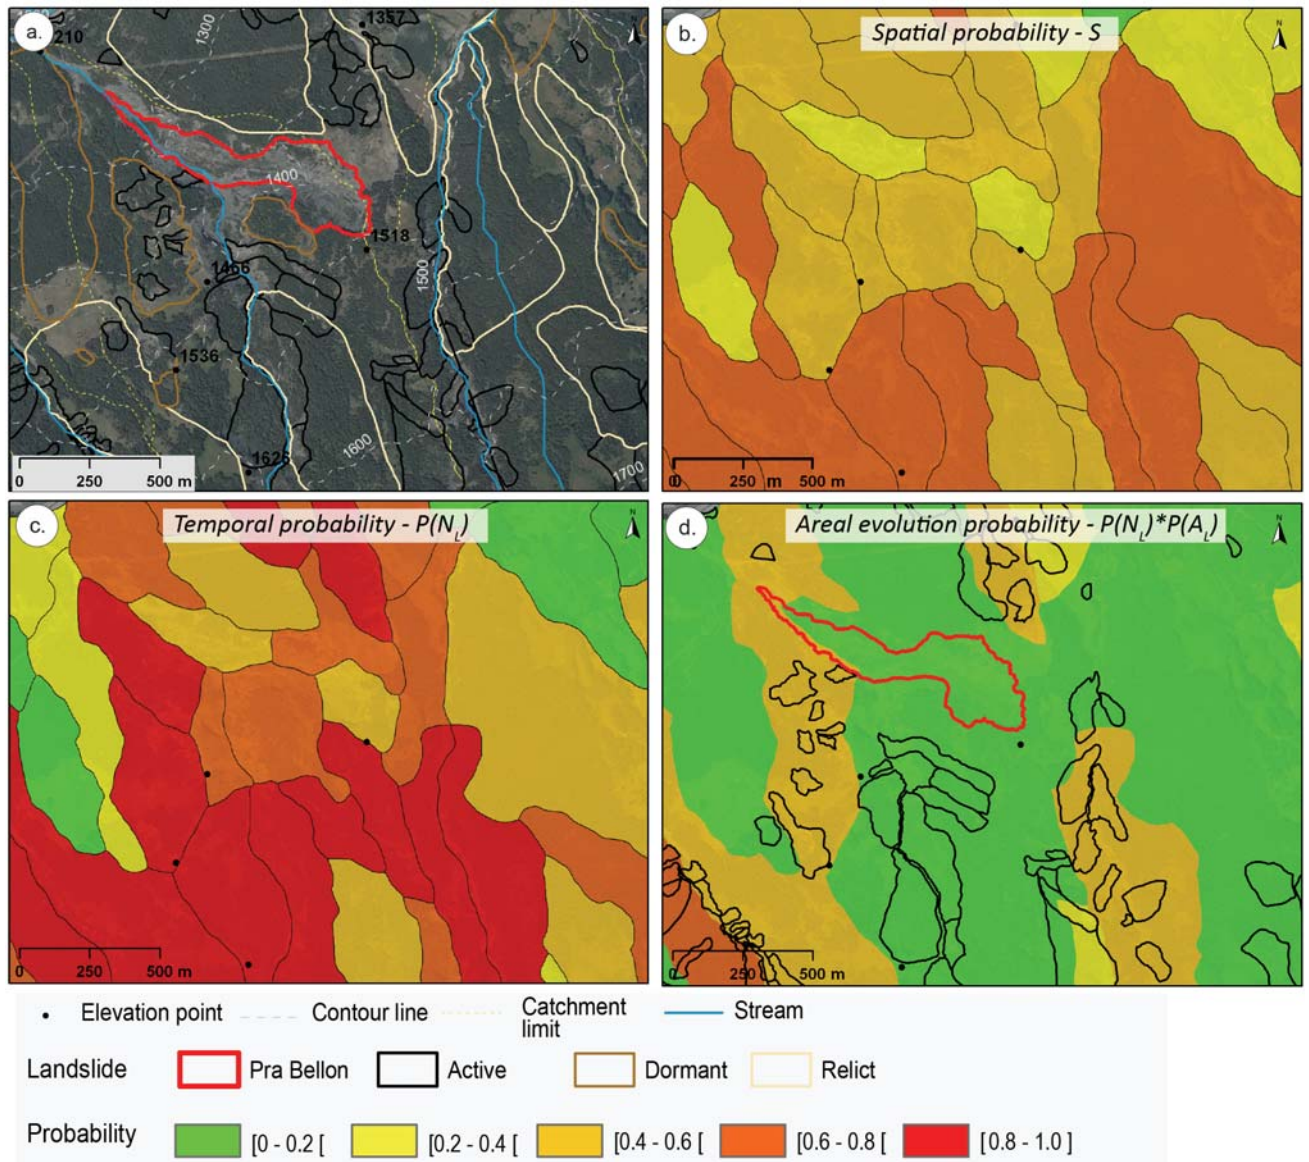 a.
210
1300
1357
N
1400
1518
1466
1500
1536
1600
1626
1700
0 250 500 m
b.
Spatial probability - S
N
0 250 m 500 m
c.
Temporal probability - P(N_L)
N
0 250 500 m
d.
Areal evolution probability - P(N_L)*P(A_L)
N
0 250 500 m
Elevation point Contour line Catchment limit Stream
Landslide Pra Bellon Active Dormant Relict
Probability [0 - 0.2 [ [0.2 - 0.4 [ [0.4 - 0.6 [ [0.6 - 0.8 [ [0.8 - 1.0 ]